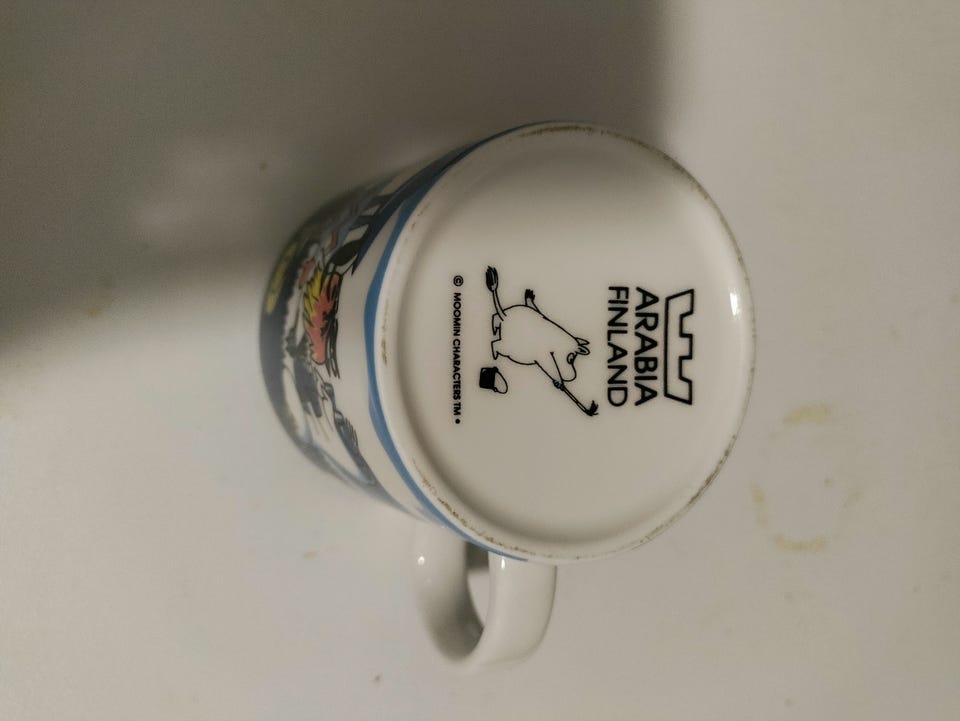 ARABIA
FINLAND
© MOOMIN CHARACTERS TM •